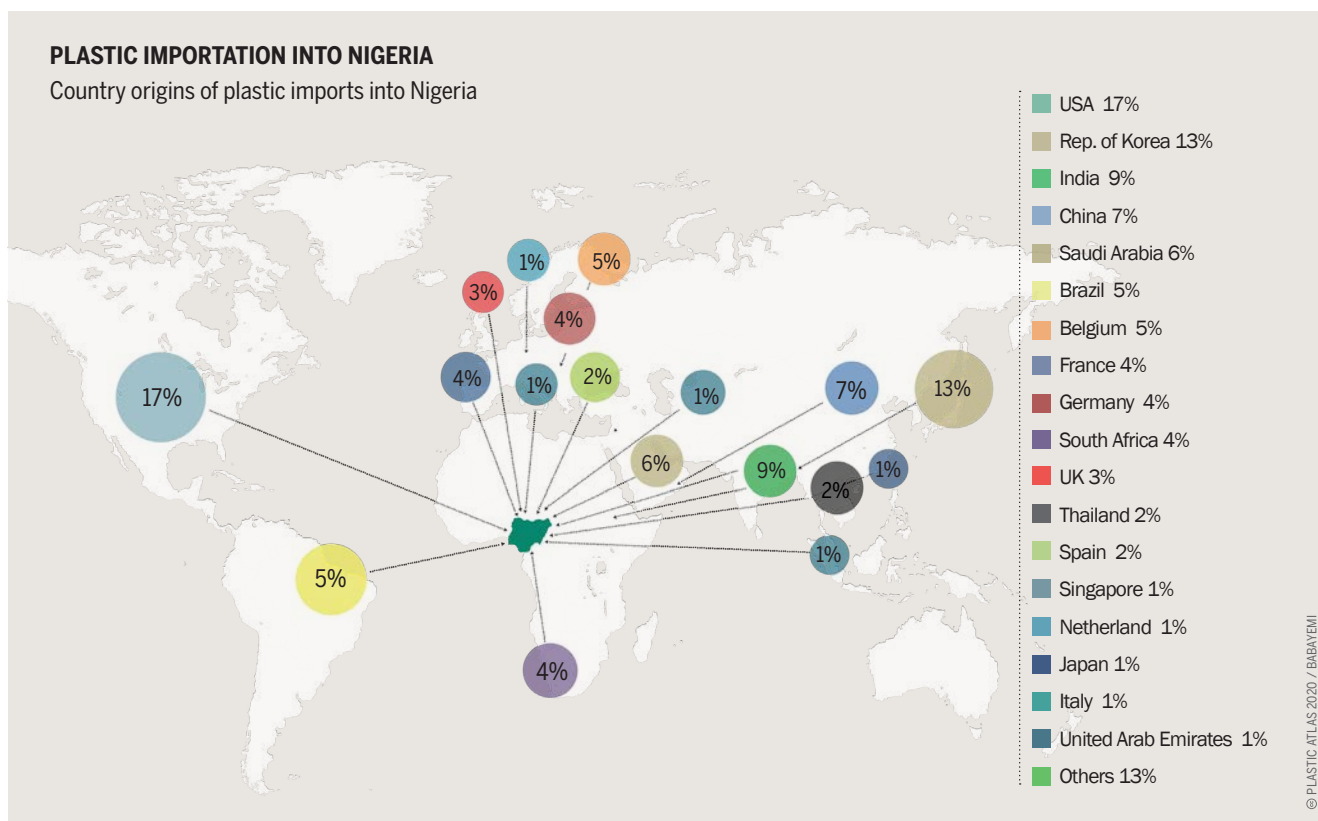 PLASTIC IMPORTATION INTO NIGERIA
Country origins of plastic imports into Nigeria
USA 17%
Rep. of Korea 13%
India 9%
China 7%
Saudi Arabia 6%
Brazil 5%
Belgium 5%
France 4%
Germany 4%
South Africa 4%
UK 3%
Thailand 2%
Spain 2%
Singapore 1%
Netherland 1%
Japan 1%
Italy 1%
United Arab Emirates 1%
Others 13%
1%
5%
3%
4%
4%
1%
2%
1%
7%
13%
17%
6%
9%
1%
2%
1%
5%
4%
© PLASTIC ATLAS 2020 / BABAYEMI